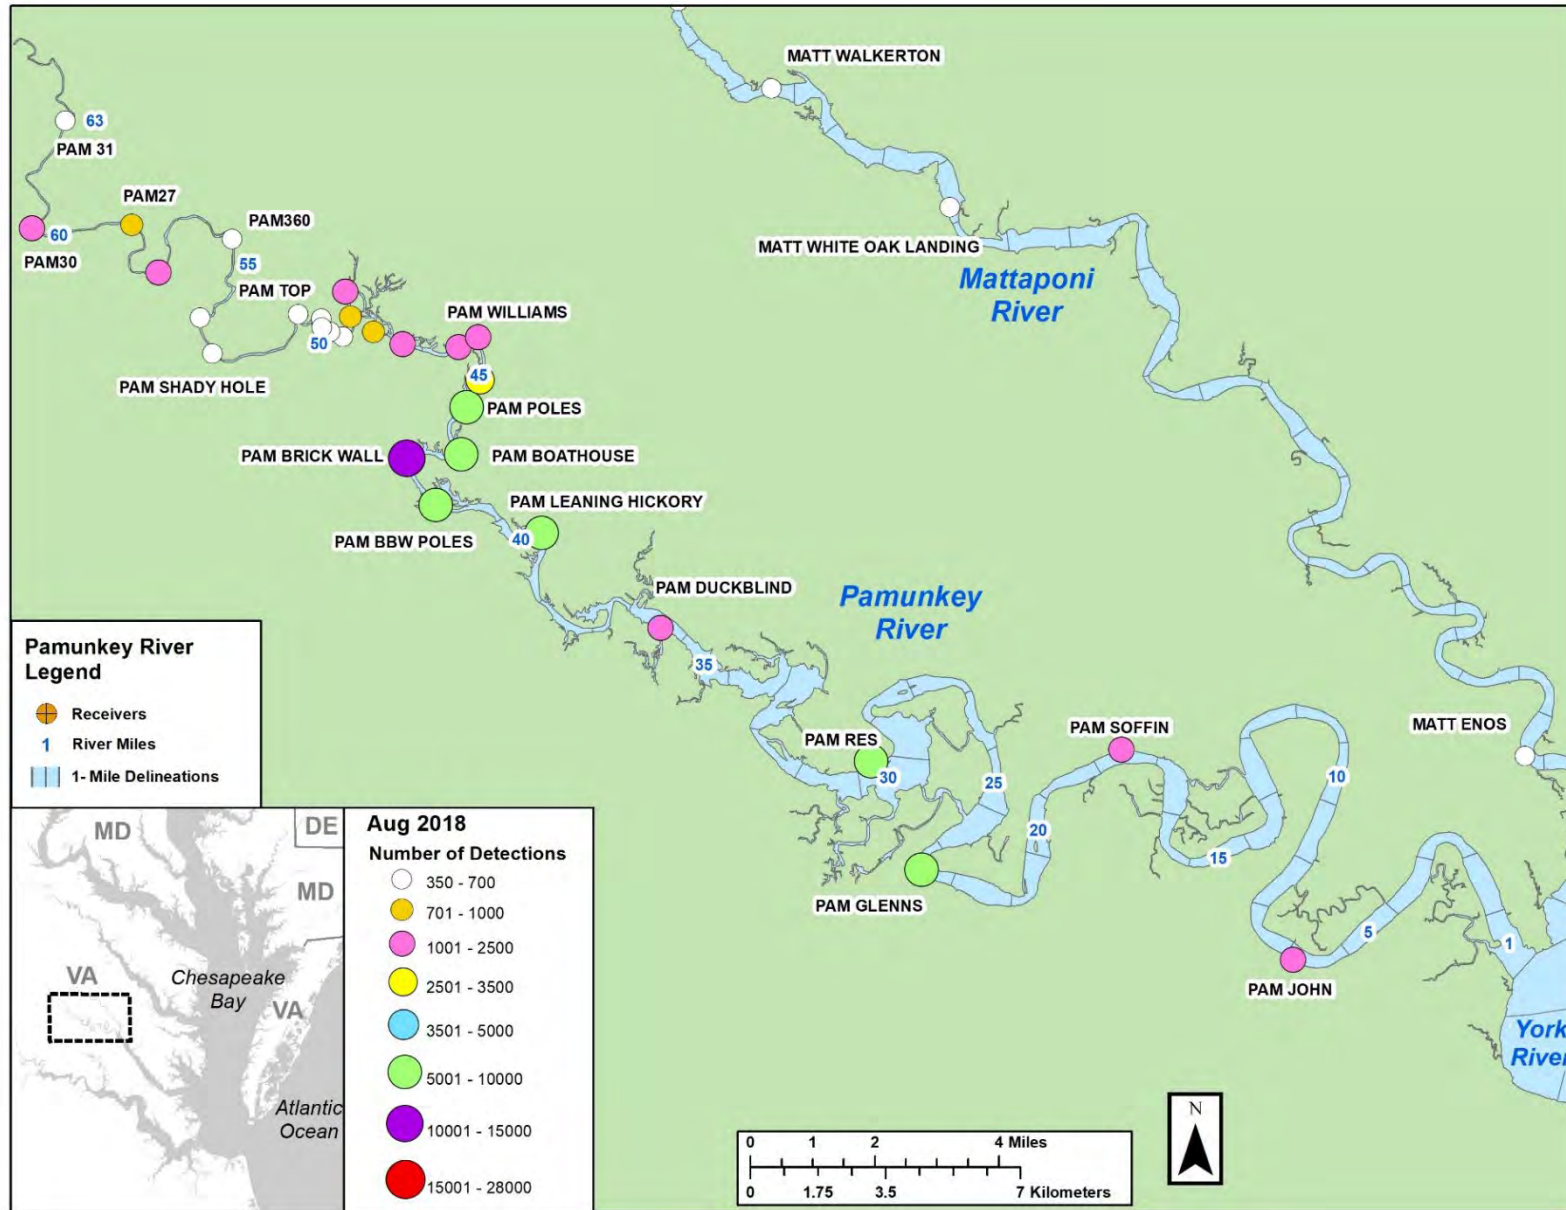 MATT WALKERTON
63
PAM 31
PAM27
PAM360
60
PAM30
MATT WHITE OAK LANDING
55
Mattaponi
River
PAM TOP
PAM WILLIAMS
50
45
PAM SHADY HOLE
PAM POLES
PAM BRICK WALL
PAM BOATHOUSE
PAM LEANING HICKORY
PAM BBW POLES
40
PAM DUCKBLIND
Pamunkey
River
35
PAM SOFFIN
MATT ENOS
PAM RES
30
25
10
20
15
PAM GLENNS
5
1
PAM JOHN
York
River
Pamunkey River
Legend
Receivers
1 River Miles
1- Mile Delineations
MD
DE
MD
VA
Chesapeake
Bay
VA
Atlantic
Ocean
Aug 2018
Number of Detections
350 - 700
701 - 1000
1001 - 2500
2501 - 3500
3501 - 5000
5001 - 10000
10001 - 15000
15001 - 28000
0 1 2 4 Miles
0 1.75 3.5 7 Kilometers
N